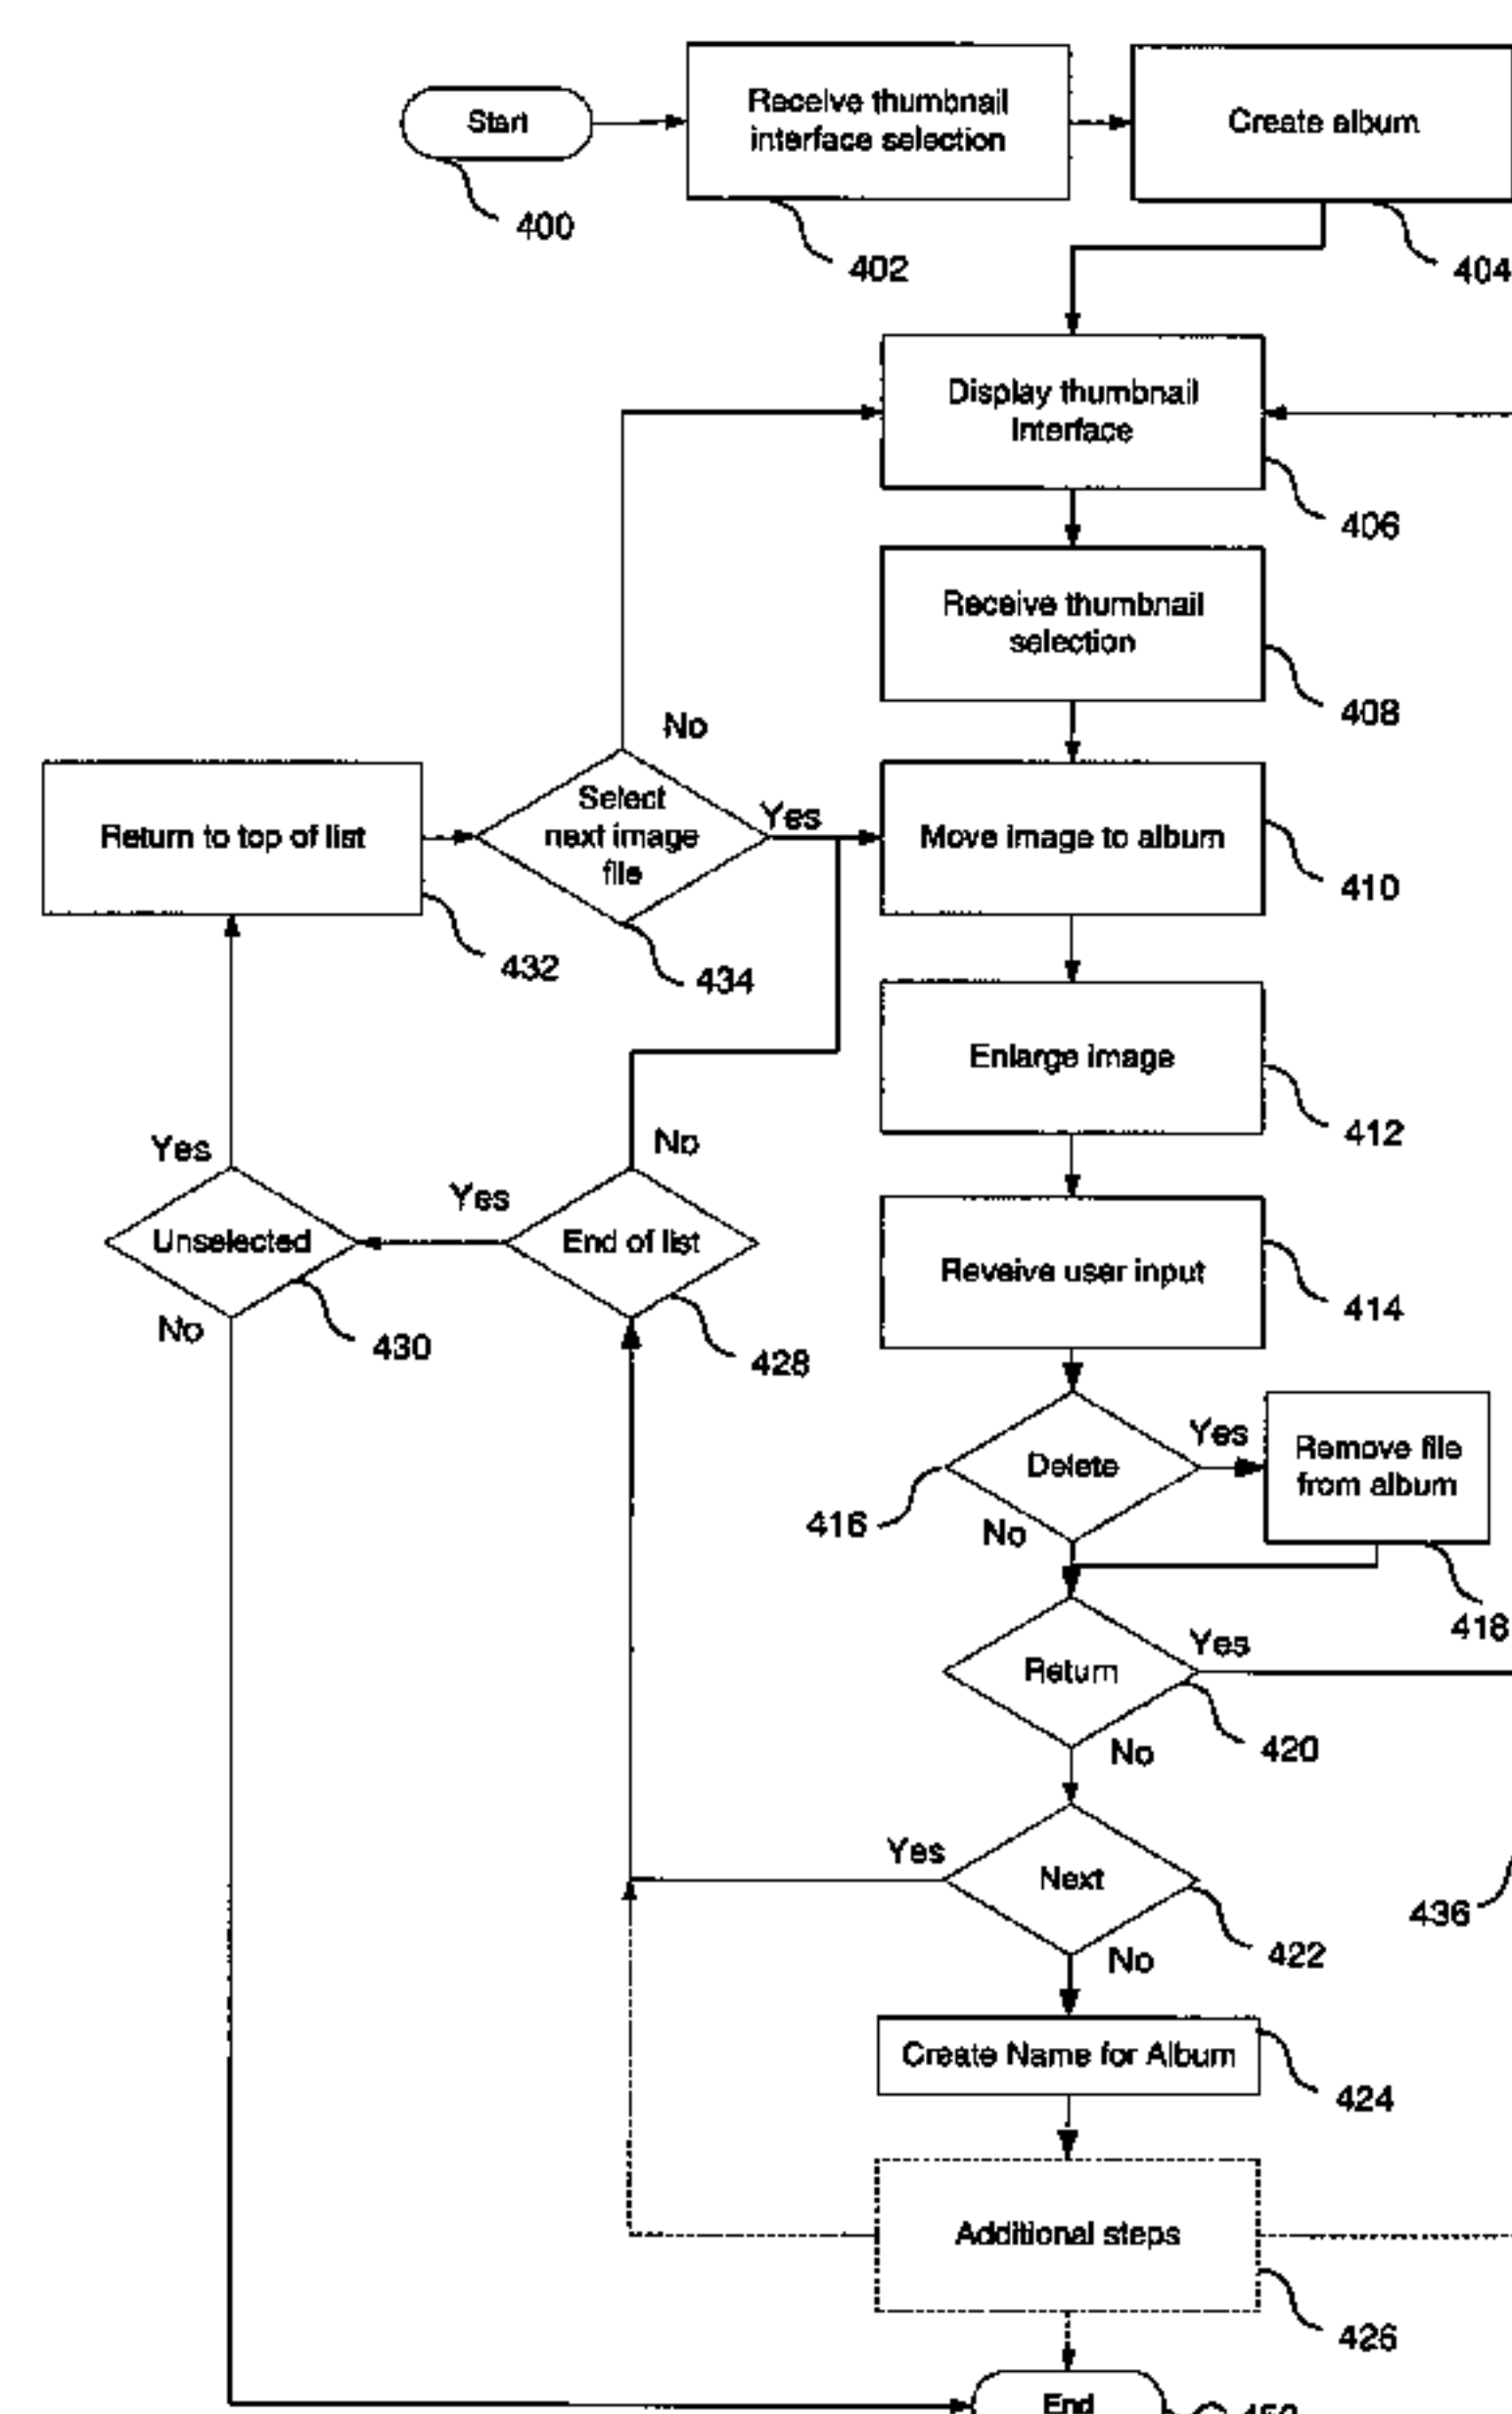 Start
400
Receive thumbnail
interface selection
402
Create album
404
Display thumbnail
Interface
406
Receive thumbnail
selection
408
No
Return to top of list
432
Select
next image
file
434
Yes
Move image to album
410
Enlarge image
412
Yes
Unselected
No
430
Yes
No
End of list
428
Reveive user input
414
Delete
416
Yes
No
Remove file
from album
418
Return
Yes
420
No
Yes
Next
422
No
436
Create Name for Album
424
Additional steps
426
End